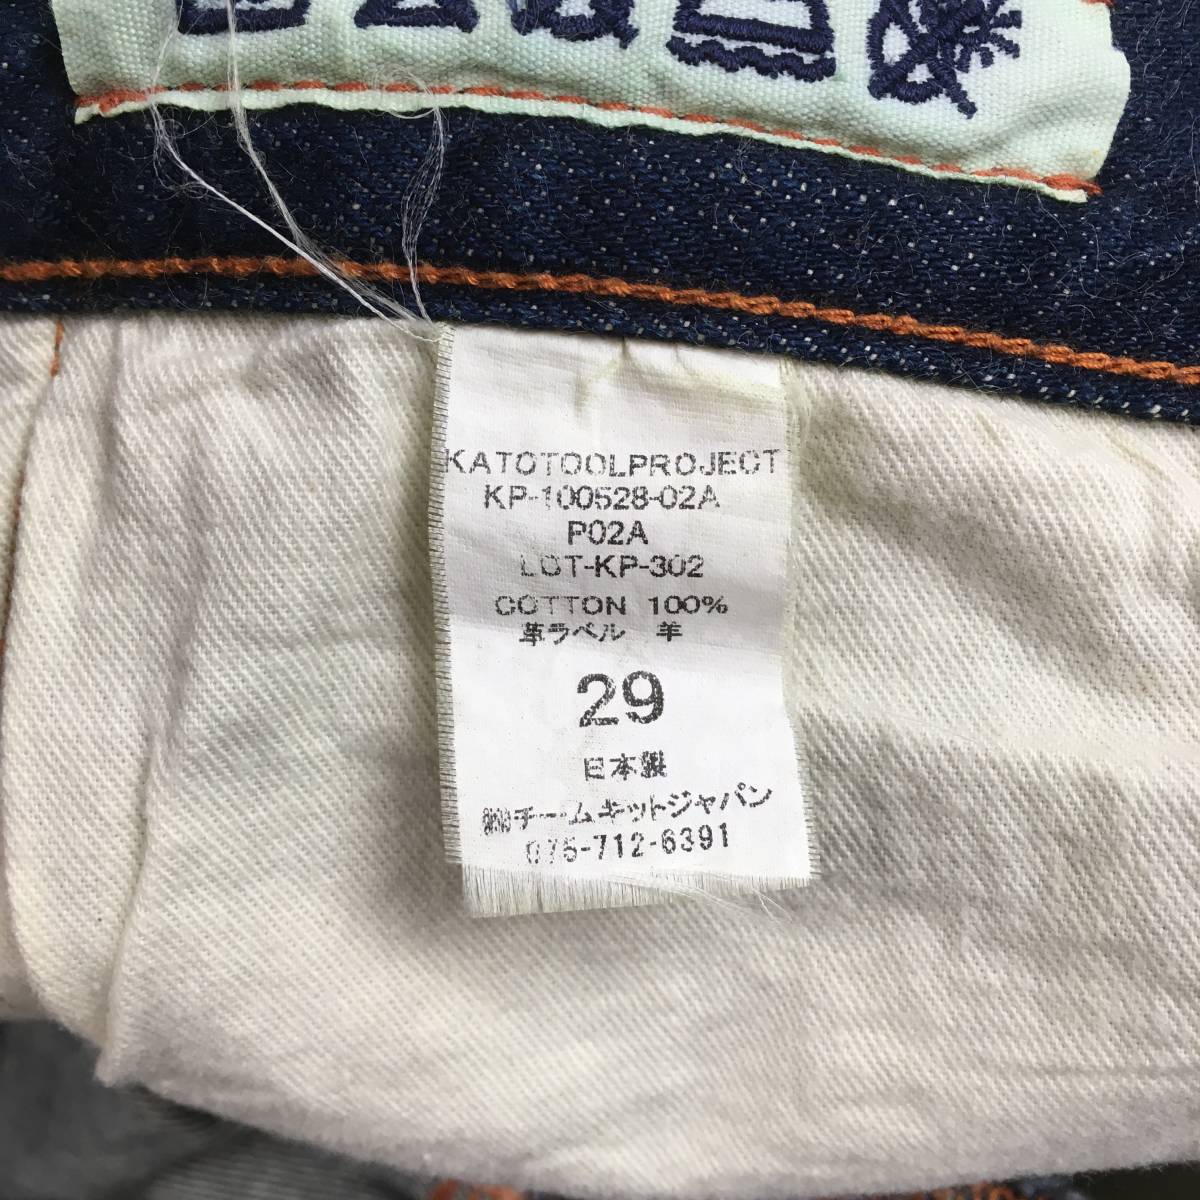 KATOTOOLPROJECT
KP-100528-02A
P02A
LOT-KP-302
COTTON 100%
革ラベル 羊
29
日本製
㈱チームキットジャパン
075-712-6391